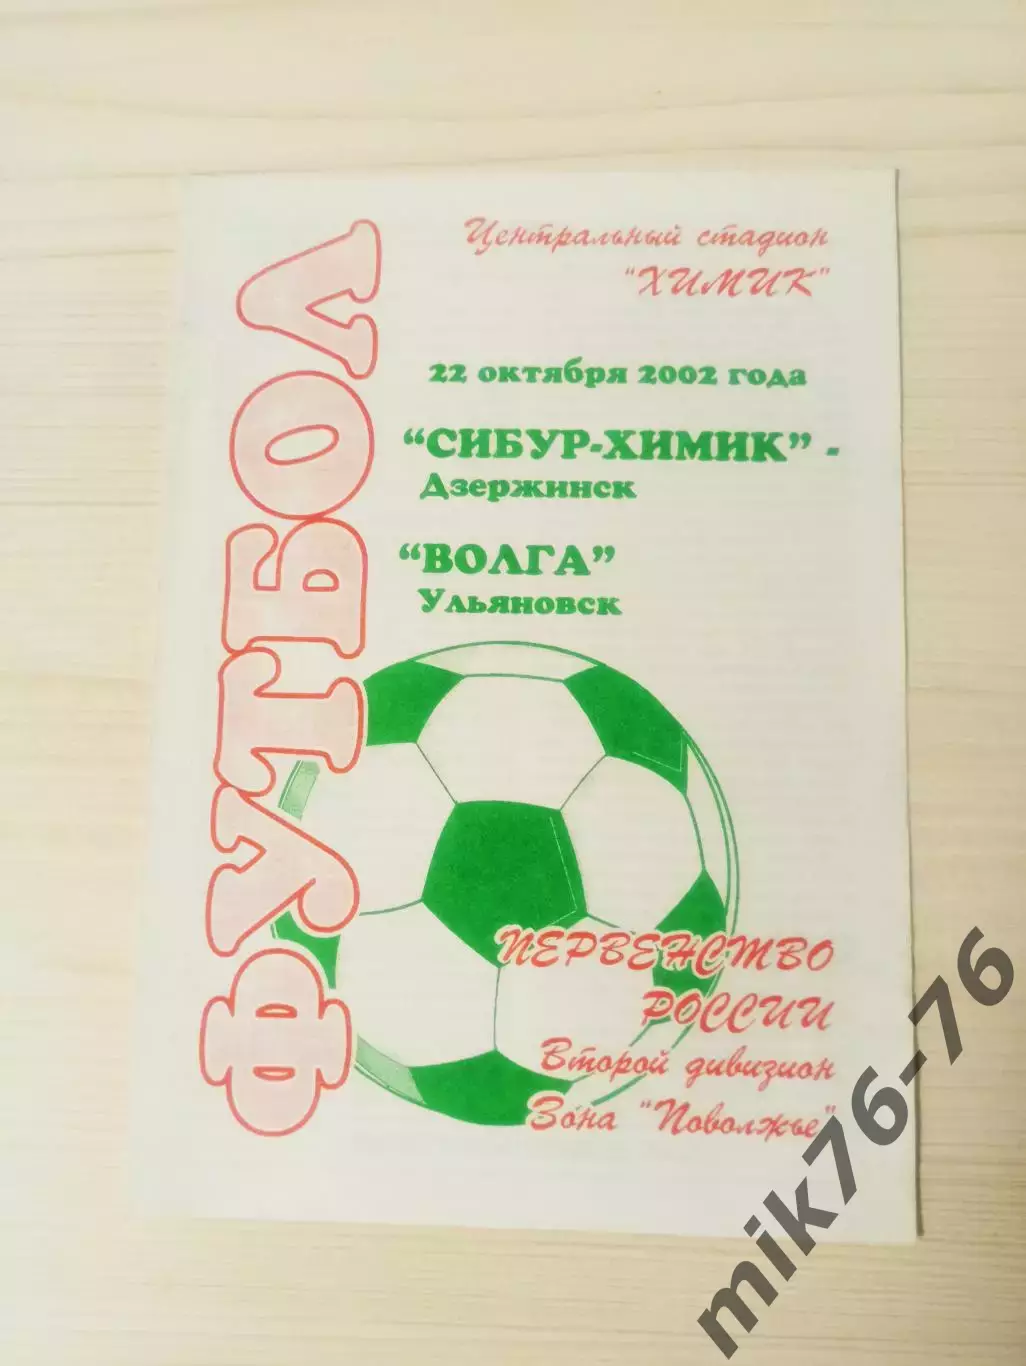 ФУТБОЛ
Центральный стадион
"ХИМИК"
22 октября 2002 года
“СИБУР-ХИМИК” -
Дзержинск
“ВОЛГА”
Ульяновск
ПЕРВЕНСТВО
РОССИИ
Второй дивизион
Зона "Поволжье"
mik76-76